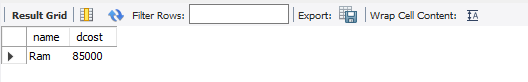 Result Grid Filter Rows: Export: Wrap Cell Content:
name dcost
Ram 85000